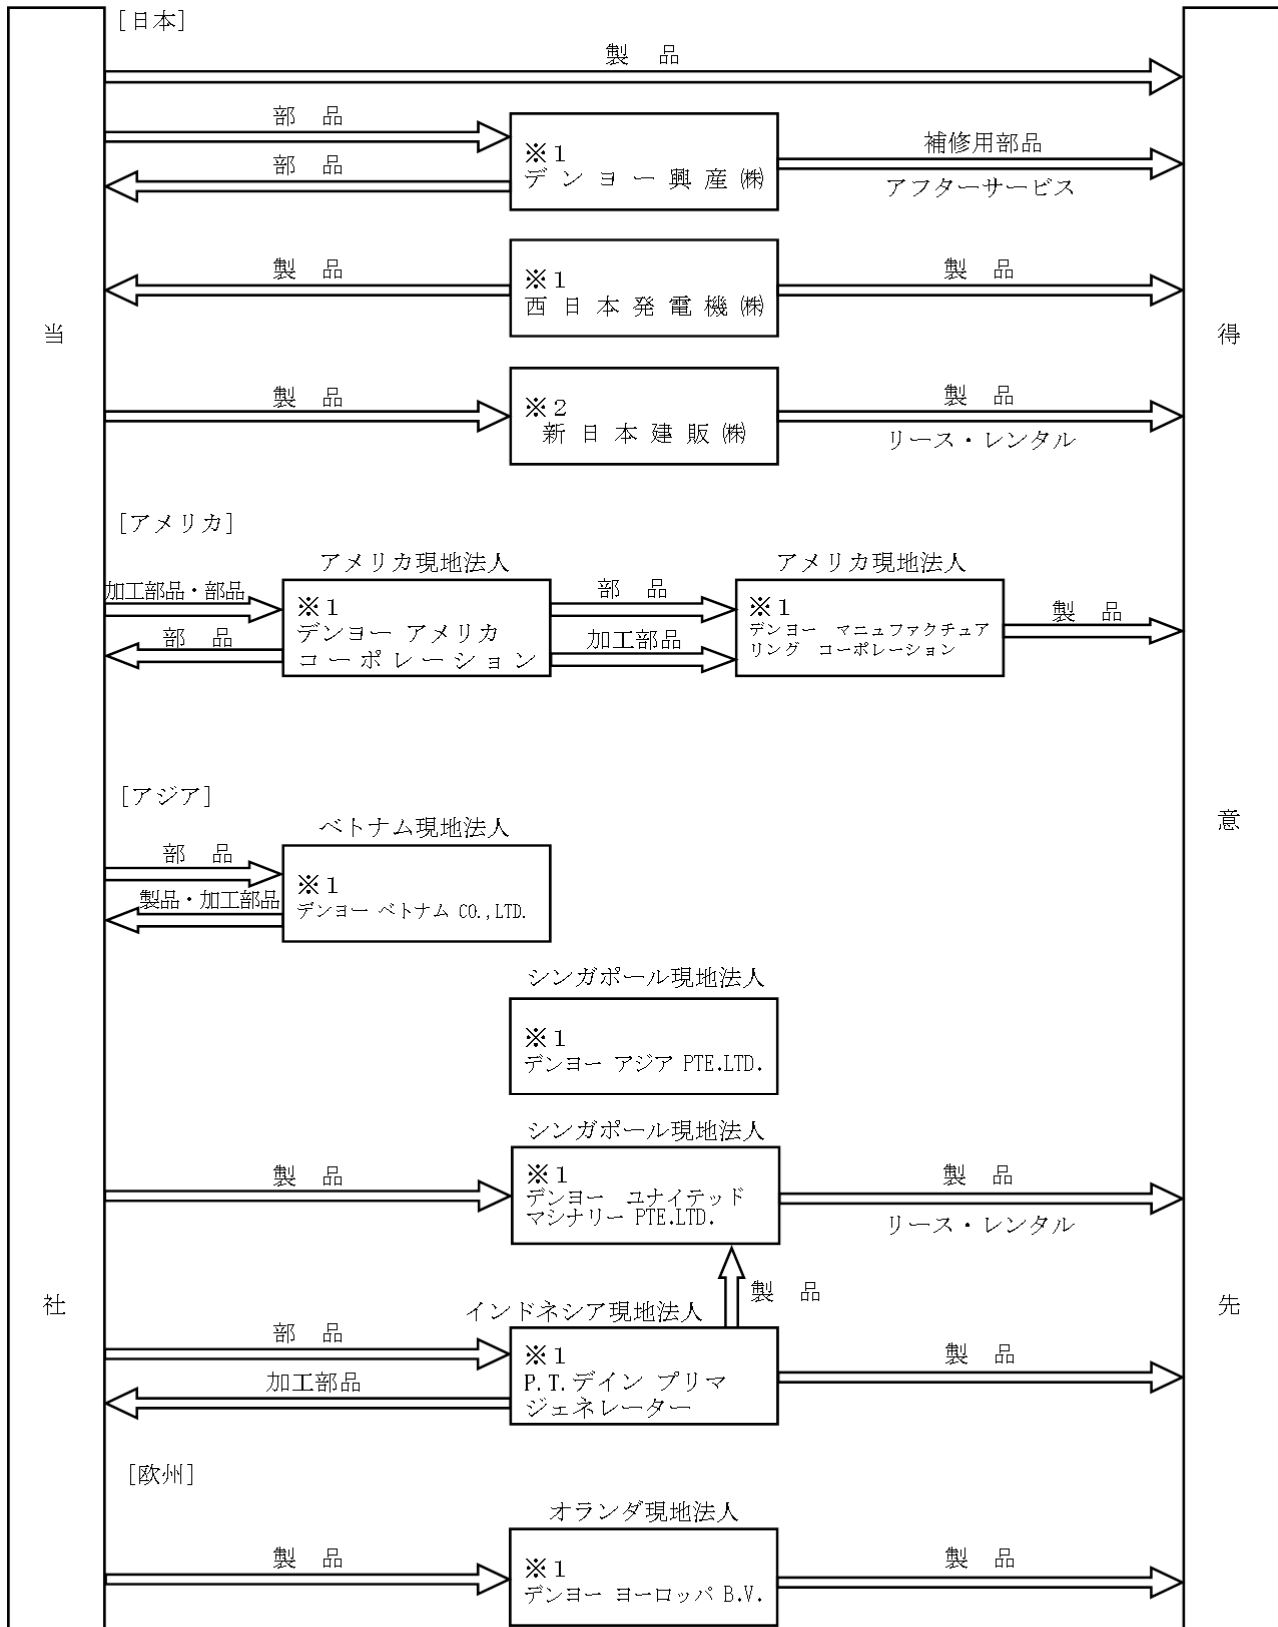 [日本]
製　品
部　品
部　品
※１
デンヨー興産㈱
補修用部品
アフターサービス
製　品
※１
西日本発電機㈱
製　品
当
得
製　品
※２
新日本建販㈱
製　品
リース・レンタル
[アメリカ]
アメリカ現地法人
アメリカ現地法人
加工部品・部品
部　品
※１
デンヨー アメリカ
コーポレーション
部　品
加工部品
※１
デンヨー　マニュファクチュア
リング　コーポレーション
製　品
[アジア]
ベトナム現地法人
意
部　品
製品・加工部品
※１
デンヨー ベトナム CO.,LTD.
シンガポール現地法人
※１
デンヨー アジア PTE.LTD.
シンガポール現地法人
製　品
※１
デンヨー　ユナイテッド
マシナリー PTE.LTD.
製　品
リース・レンタル
製　品
社
先
インドネシア現地法人
部　品
加工部品
※１
P.T.デイン プリマ
ジェネレーター
製　品
[欧州]
オランダ現地法人
製　品
※１
デンヨー ヨーロッパ B.V.
製　品